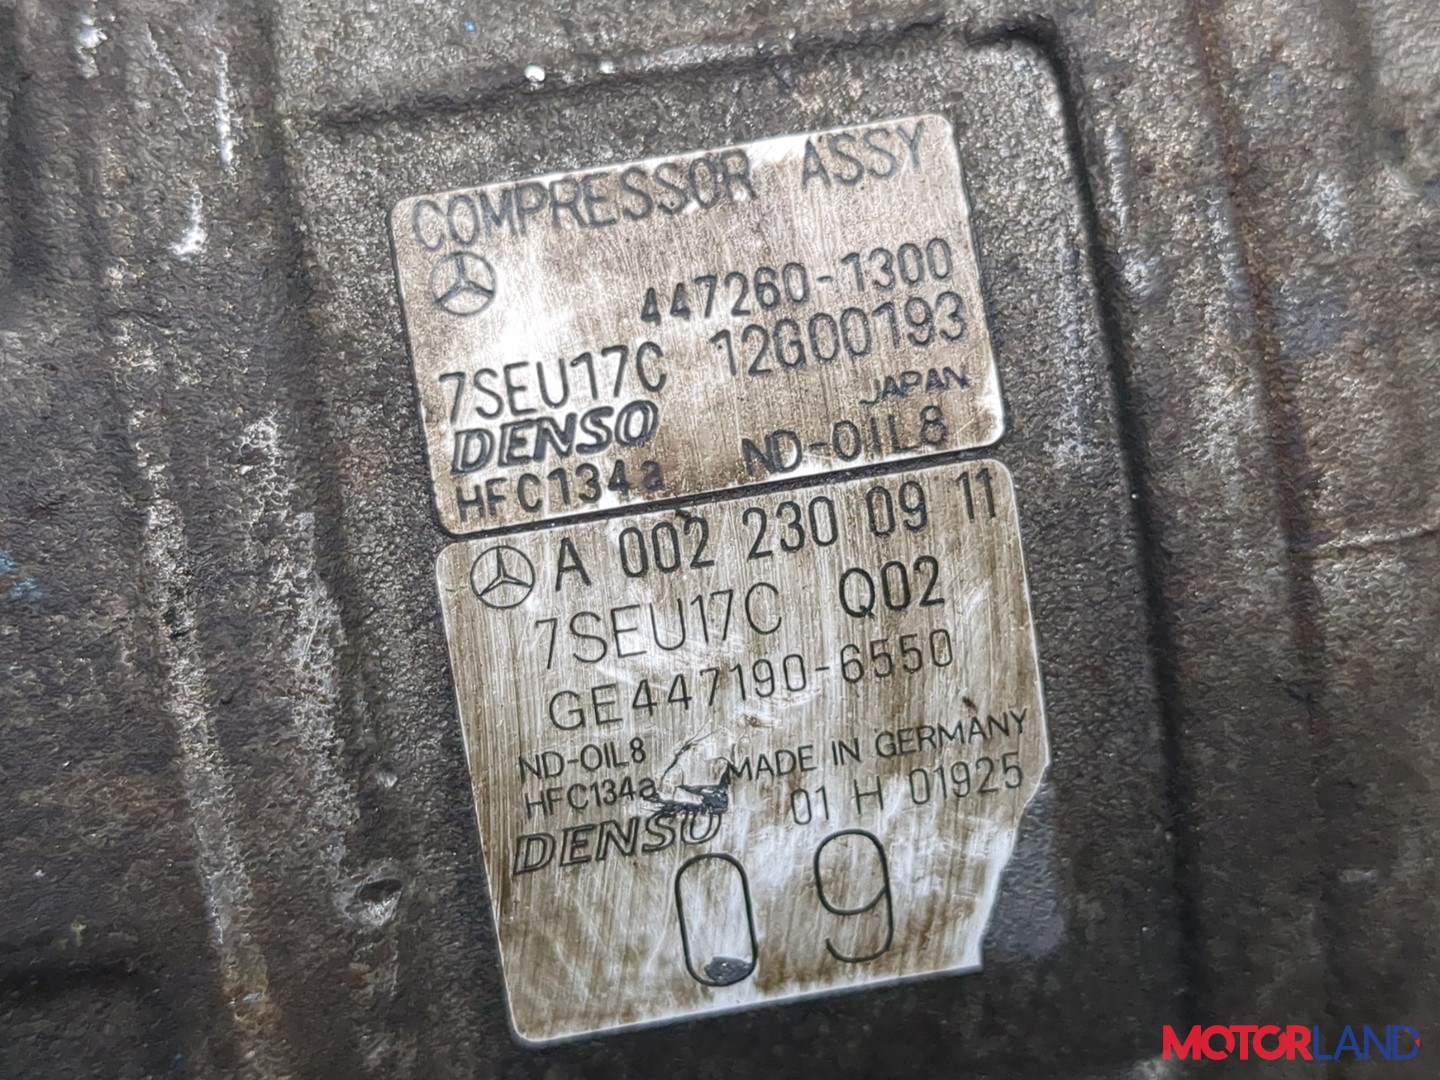 COMPRESSOR ASSY
447260-1300
7SEU17C 12G00193
DENSO JAPAN
HFC134a ND-OIL8
A 002 230 09 11
7SEU17C Q02
GE447190-6550
ND-OIL8
HFC134a MADE IN GERMANY
DENSO 01 H 01925
09
MOTORLAND